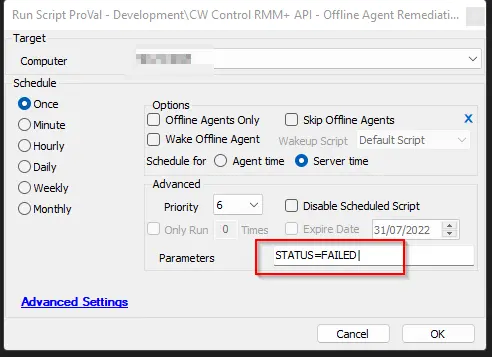 Run Script ProVal - Development\CW Control RMM+ API - Offline Agent Remediati...
Target
Computer
Schedule
Once
Minute
Hourly
Daily
Weekly
Monthly
Options
Offline Agents Only
Skip Offline Agents
X
Wake Offline Agent
Wakeup Script
Default Script
Schedule for
Agent time
Server time
Advanced
Priority
6
Disable Scheduled Script
Only Run
0
Times
Expire Date
31/07/2022
Parameters
STATUS=FAILED|
Advanced Settings
Cancel
OK